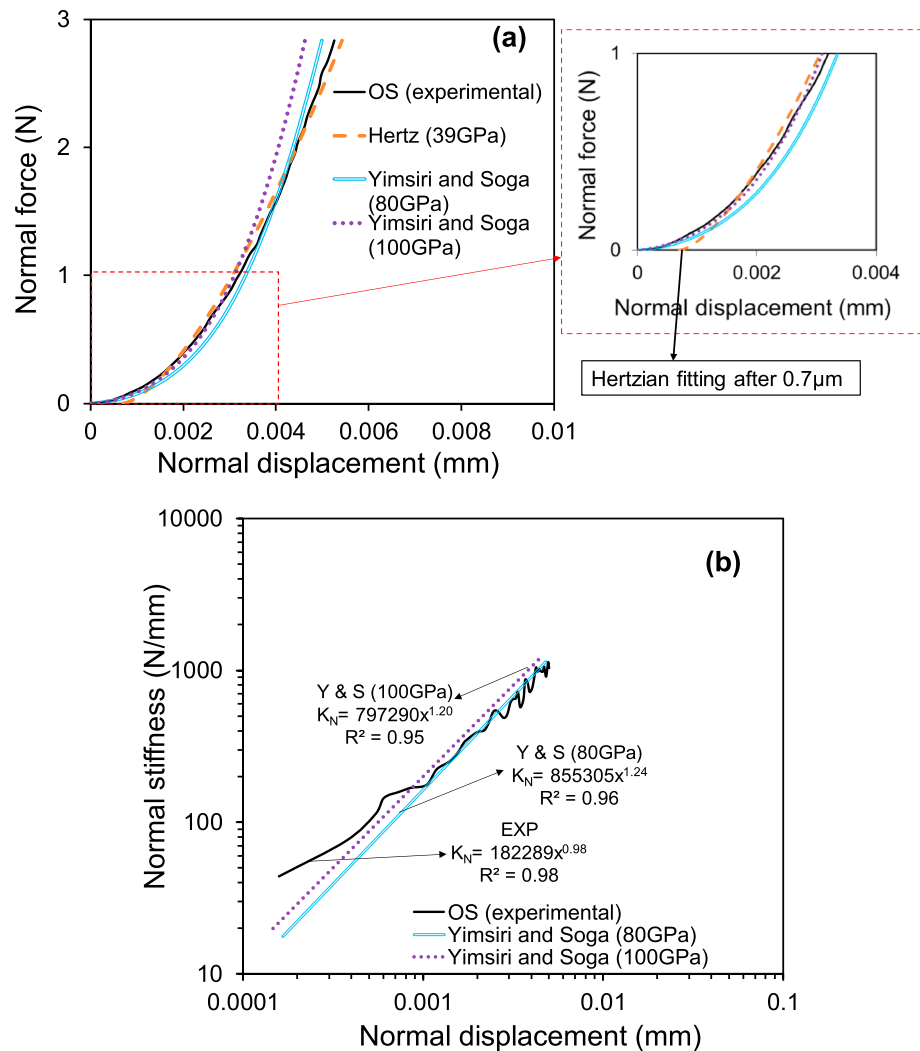 (a)
3
2
1
0
Normal force (N)
OS (experimental)
Hertz (39GPa)
Yimsiri and Soga
(80GPa)
Yimsiri and Soga
(100GPa)
0 0.002 0.004 0.006 0.008 0.01
Normal displacement (mm)
1
0
Normal force (N)
0.002 0.004
Normal displacement (mm)
Hertzian fitting after 0.7µm
(b)
10000
1000
100
10
Normal stiffness (N/mm)
Y & S (100GPa)
K_N= 797290x^1.20
R² = 0.95
Y & S (80GPa)
K_N= 855305x^1.24
R² = 0.96
EXP
K_N= 182289x^0.98
R² = 0.98
OS (experimental)
Yimsiri and Soga (80GPa)
Yimsiri and Soga (100GPa)
0.0001 0.001 0.01 0.1
Normal displacement (mm)